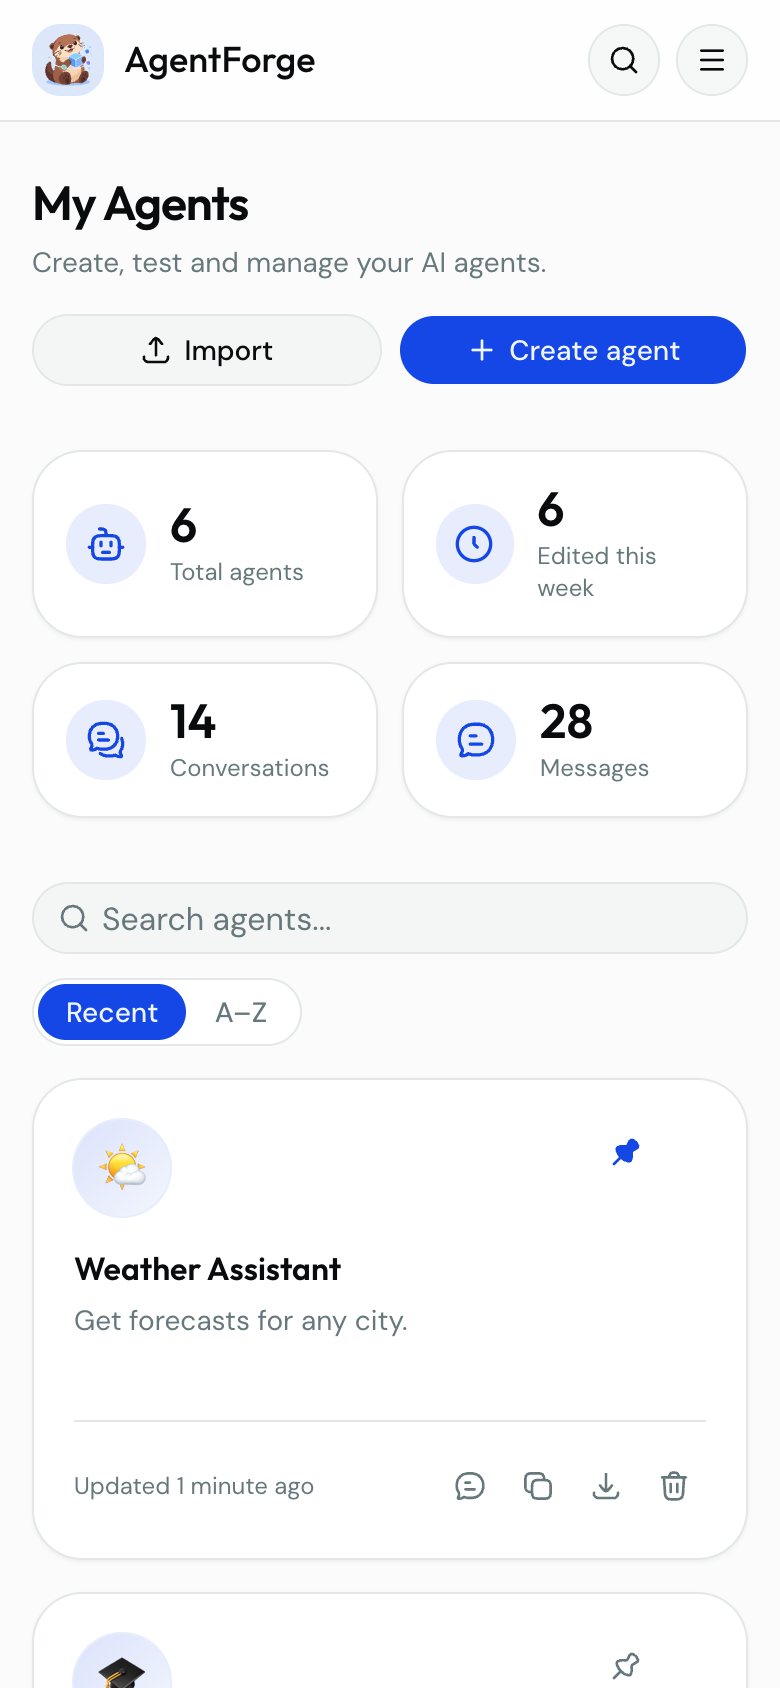 AgentForge
My Agents
Create, test and manage your AI agents.
Import
Create agent
6
Total agents
6
Edited this
week
14
Conversations
28
Messages
Search agents...
Recent
A–Z
Weather Assistant
Get forecasts for any city.
Updated 1 minute ago